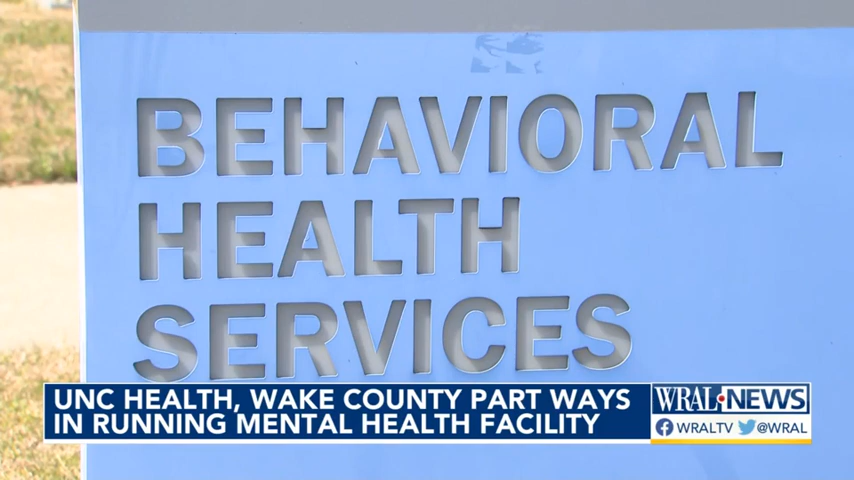 BEHAVIORAL
HEALTH
SERVICES
UNC HEALTH, WAKE COUNTY PART WAYS
IN RUNNING MENTAL HEALTH FACILITY
WRAL NEWS
WRALTV @WRAL